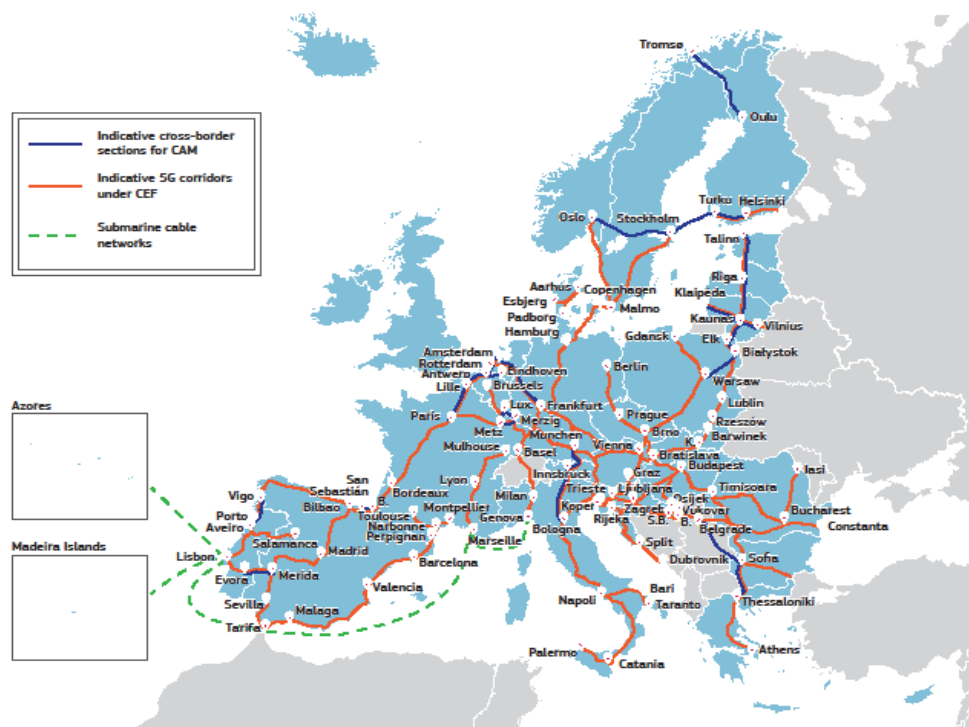 Tromsø
Oulu
Indicative cross-border
sections for CAM
Indicative 5G corridors
under CEF
Submarine cable
networks
Turku
Helsinki
Oslo
Stockholm
Talinn
Riga
Aarhus
Copenhagen
Klaipėda
Esbjerg
Malmo
Padborg
Kaunas
Vilnius
Hamburg
Gdansk
Elk
Białystok
Amsterdam
Rotterdam
Eindhoven
Antwerp
Berlin
Warsaw
Lille
Brussels
Lublin
Azores
Lux.
Frankfurt
Paris
Prague
Rzeszów
Metz
Merzig
Brno
Barwinek
Mulhouse
Munchen
Vienna
K.
Basel
Bratislava
Innsbruck
Budapest
Iasi
San
Sebastián
Lyon
Graz
Timisoara
Vigo
Bilbao
B.
Bordeaux
Milan
Trieste
Ljubljana
Osijek
Porto
Toulouse
Montpellier
Koper
Zagreb
Vukovar
Bucharest
Aveiro
Narbonne
Genova
Bologna
Rijeka
S.B.
B.
Belgrade
Constanta
Salamanca
Perpignan
Marseille
Split
Madeira Islands
Madrid
Lisbon
Barcelona
Dubrovnik
Sofia
Evora
Merida
Valencia
Bari
Sevilla
Malaga
Napoli
Taranto
Thessaloniki
Tarifa
Palermo
Catania
Athens